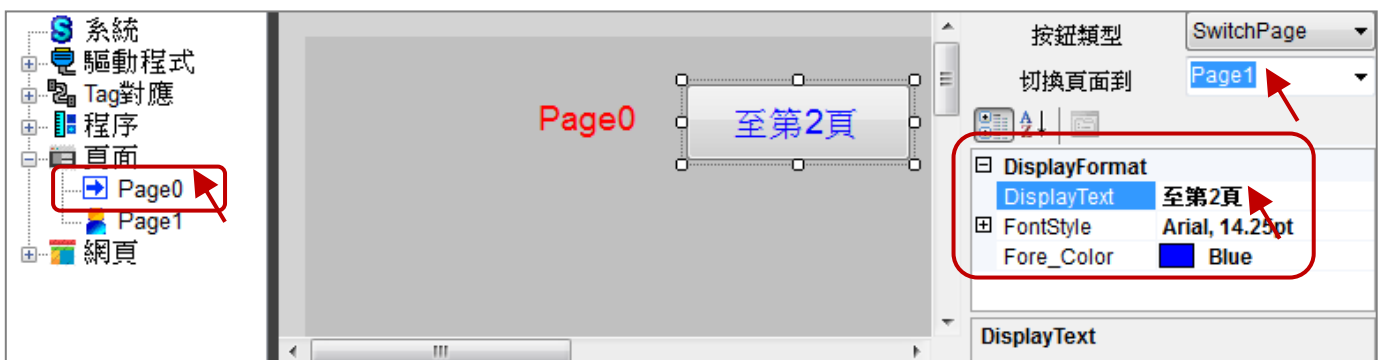 系統
驅動程式
Tag對應
程序
頁面
Page0
Page1
網頁
Page0
至第2頁
按鈕類型
SwitchPage
切換頁面到
Page1
DisplayFormat
DisplayText 至第2頁
FontStyle Arial, 14.25pt
Fore_Color Blue
DisplayText